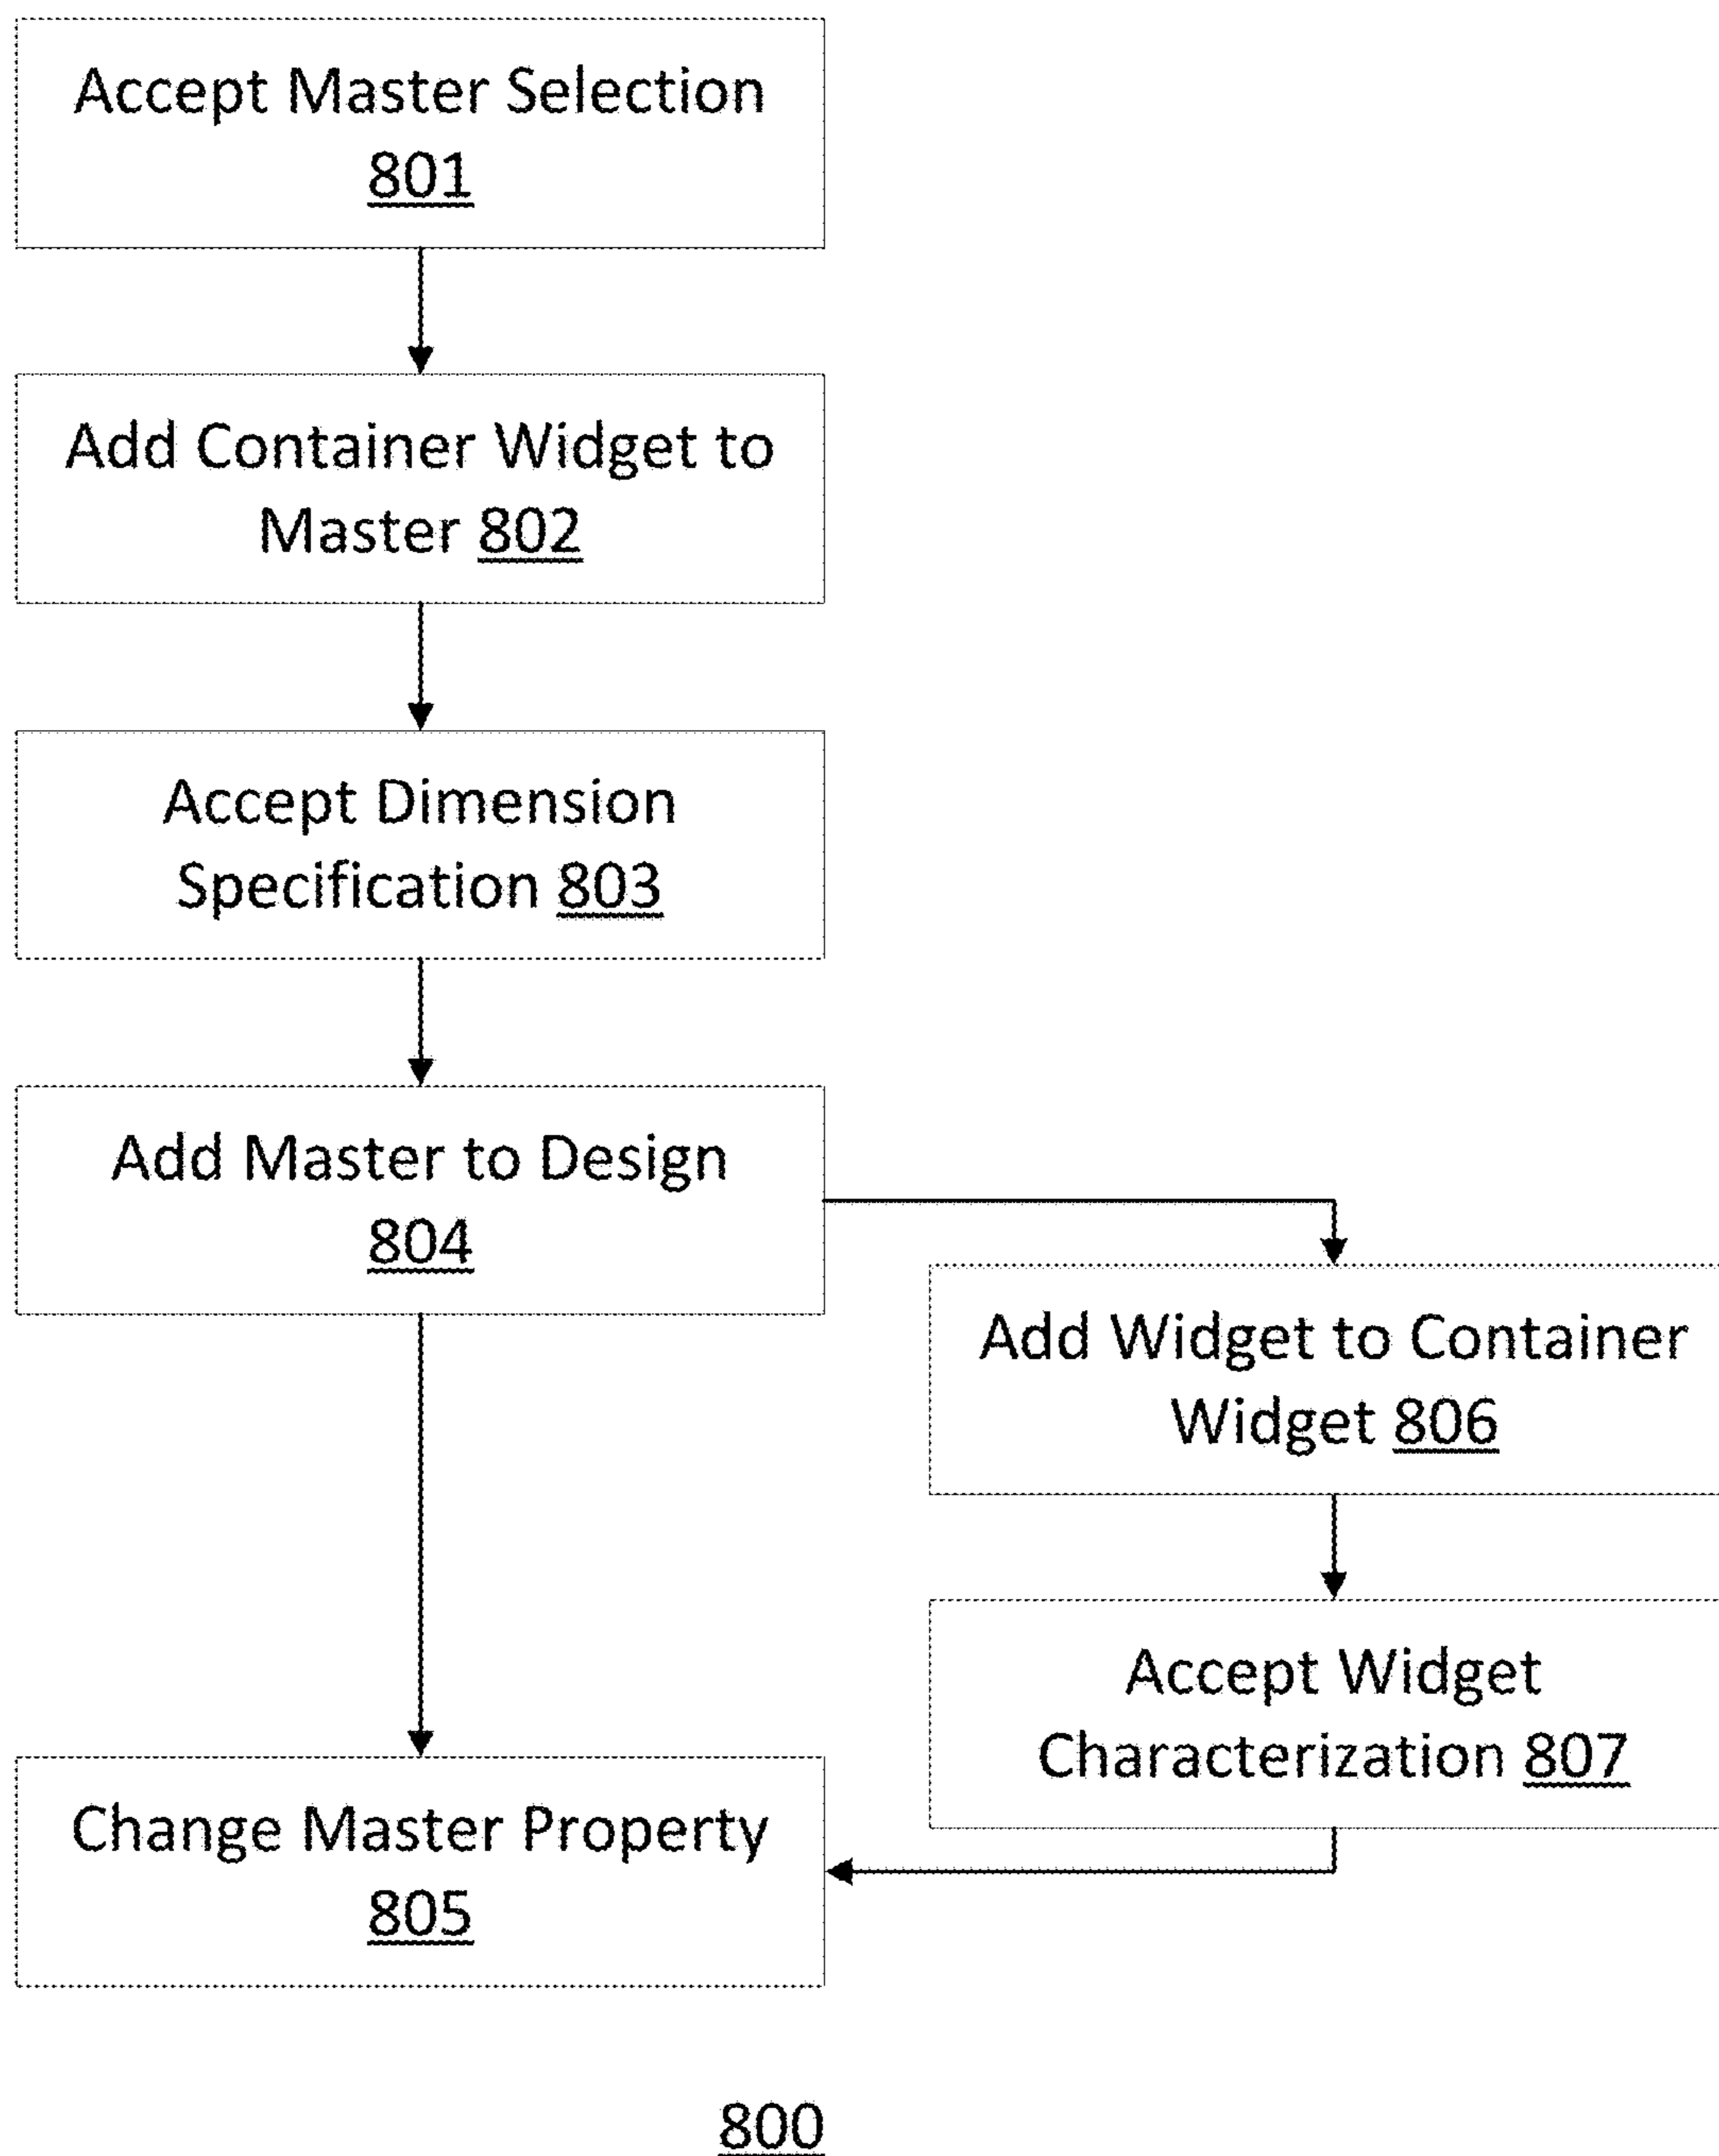 Accept Master Selection
801
Add Container Widget to
Master 802
Accept Dimension
Specification 803
Add Master to Design
804
Add Widget to Container
Widget 806
Accept Widget
Characterization 807
Change Master Property
805
800